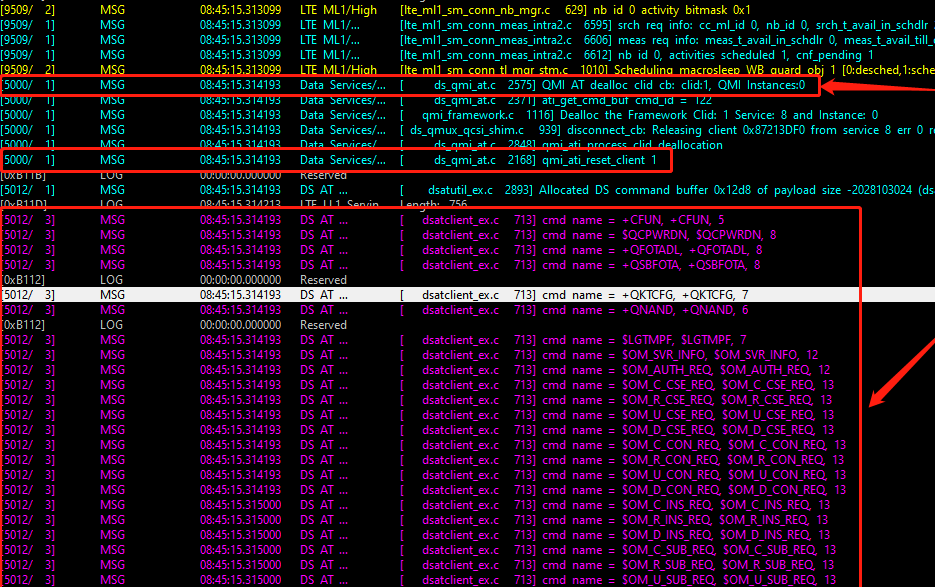 [9509/ 2] MSG 08:45:15.313099 LTE ML1/High [lte_ml1_sm_conn_nb_mgr.c 629] nb id 0 activity bitmask 0x1
[9509/ 1] MSG 08:45:15.313099 LTE ML1/... [lte_ml1_sm_conn_meas_intra2.c 6595] srch req info: cc_ml_id 0, nb_id 0, srch_t_avail_in_schdlr
[9509/ 1] MSG 08:45:15.313099 LTE ML1/... [lte_ml1_sm_conn_meas_intra2.c 6606] meas req info: meas_t_avail_in_schdlr 0, meas_t_avail_till_
[9509/ 1] MSG 08:45:15.313099 LTE ML1/... [lte_ml1_sm_conn_meas_intra2.c 6612] nb id 0, activities scheduled 1, cnf_pending 1
[9509/ 2] MSG 08:45:15.313099 LTE ML1/High [lte_ml1_sm_conn_tl_mgr_stm.c 1010] Scheduling macrosleep WB guard obj 1 [0:desched,1:sche
[5000/ 1] MSG 08:45:15.314193 Data Services/... [ ds_qmi_at.c 2575] QMI AT dealloc clid cb: clid:1, QMI Instances:0
[5000/ 1] MSG 08:45:15.314193 Data Services/... [ ds_qmi_at.c 2371] ati_get_cmd_buf cmd_id = 122
[5000/ 1] MSG 08:45:15.314193 Data Services/... [ qmi_framework.c 1116] Dealloc the Framework Clid: 1 Service: 8 and Instance: 0
[5000/ 1] MSG 08:45:15.314193 Data Services/... [ ds_qmux_qcsi_shim.c 939] disconnect_cb: Releasing client 0x87213DF0 from service 8 err 0 re
[5000/ 1] MSG 08:45:15.314193 Data Services/... [ ds_qmi_at.c 2848] qmi_ati_process_clid_deallocation
[5000/ 1] MSG 08:45:15.314193 Data Services/... [ ds_qmi_at.c 2168] qmi_ati_reset_client 1
[0xB11B] LOG 00:00:00.000000 Reserved
[5012/ 1] MSG 08:45:15.314193 DS AT ... [ dsatutil_ex.c 2893] Allocated DS command buffer 0x12d8 of payload size -2028103024 (ds
[0xB11D] LOG 08:45:15.314213 LTE LL1 Servin... Length: 756
[5012/ 3] MSG 08:45:15.314193 DS AT ... [ dsatclient_ex.c 713] cmd name = +CFUN, +CFUN, 5
[5012/ 3] MSG 08:45:15.314193 DS AT ... [ dsatclient_ex.c 713] cmd name = $QCPWRDN, $QCPWRDN, 8
[5012/ 3] MSG 08:45:15.314193 DS AT ... [ dsatclient_ex.c 713] cmd name = +QFOTADL, +QFOTADL, 8
[5012/ 3] MSG 08:45:15.314193 DS AT ... [ dsatclient_ex.c 713] cmd name = +QSBFOTA, +QSBFOTA, 8
[0xB112] LOG 00:00:00.000000 Reserved
[5012/ 3] MSG 08:45:15.314193 DS AT ... [ dsatclient_ex.c 713] cmd name = +QKTCFG, +QKTCFG, 7
[5012/ 3] MSG 08:45:15.314193 DS AT ... [ dsatclient_ex.c 713] cmd name = +QNAND, +QNAND, 6
[0xB112] LOG 00:00:00.000000 Reserved
[5012/ 3] MSG 08:45:15.314193 DS AT ... [ dsatclient_ex.c 713] cmd name = $LGTMPF, $LGTMPF, 7
[5012/ 3] MSG 08:45:15.314193 DS AT ... [ dsatclient_ex.c 713] cmd name = $OM_SVR_INFO, $OM_SVR_INFO, 12
[5012/ 3] MSG 08:45:15.314193 DS AT ... [ dsatclient_ex.c 713] cmd name = $OM_AUTH_REQ, $OM_AUTH_REQ, 12
[5012/ 3] MSG 08:45:15.314193 DS AT ... [ dsatclient_ex.c 713] cmd name = $OM_C_CSE_REQ, $OM_C_CSE_REQ, 13
[5012/ 3] MSG 08:45:15.314193 DS AT ... [ dsatclient_ex.c 713] cmd name = $OM_R_CSE_REQ, $OM_R_CSE_REQ, 13
[5012/ 3] MSG 08:45:15.314193 DS AT ... [ dsatclient_ex.c 713] cmd name = $OM_U_CSE_REQ, $OM_U_CSE_REQ, 13
[5012/ 3] MSG 08:45:15.314193 DS AT ... [ dsatclient_ex.c 713] cmd name = $OM_D_CSE_REQ, $OM_D_CSE_REQ, 13
[5012/ 3] MSG 08:45:15.314193 DS AT ... [ dsatclient_ex.c 713] cmd name = $OM_C_CON_REQ, $OM_C_CON_REQ, 13
[5012/ 3] MSG 08:45:15.314193 DS AT ... [ dsatclient_ex.c 713] cmd name = $OM_R_CON_REQ, $OM_R_CON_REQ, 13
[5012/ 3] MSG 08:45:15.314193 DS AT ... [ dsatclient_ex.c 713] cmd name = $OM_U_CON_REQ, $OM_U_CON_REQ, 13
[5012/ 3] MSG 08:45:15.314193 DS AT ... [ dsatclient_ex.c 713] cmd name = $OM_D_CON_REQ, $OM_D_CON_REQ, 13
[5012/ 3] MSG 08:45:15.315000 DS AT ... [ dsatclient_ex.c 713] cmd name = $OM_C_INS_REQ, $OM_C_INS_REQ, 13
[5012/ 3] MSG 08:45:15.315000 DS AT ... [ dsatclient_ex.c 713] cmd name = $OM_R_INS_REQ, $OM_R_INS_REQ, 13
[5012/ 3] MSG 08:45:15.315000 DS AT ... [ dsatclient_ex.c 713] cmd name = $OM_D_INS_REQ, $OM_D_INS_REQ, 13
[5012/ 3] MSG 08:45:15.315000 DS AT ... [ dsatclient_ex.c 713] cmd name = $OM_C_SUB_REQ, $OM_C_SUB_REQ, 13
[5012/ 3] MSG 08:45:15.315000 DS AT ... [ dsatclient_ex.c 713] cmd name = $OM_R_SUB_REQ, $OM_R_SUB_REQ, 13
[5012/ 3] MSG 08:45:15.315000 DS AT ... [ dsatclient_ex.c 713] cmd name = $OM_U_SUB_REQ, $OM_U_SUB_REQ, 13